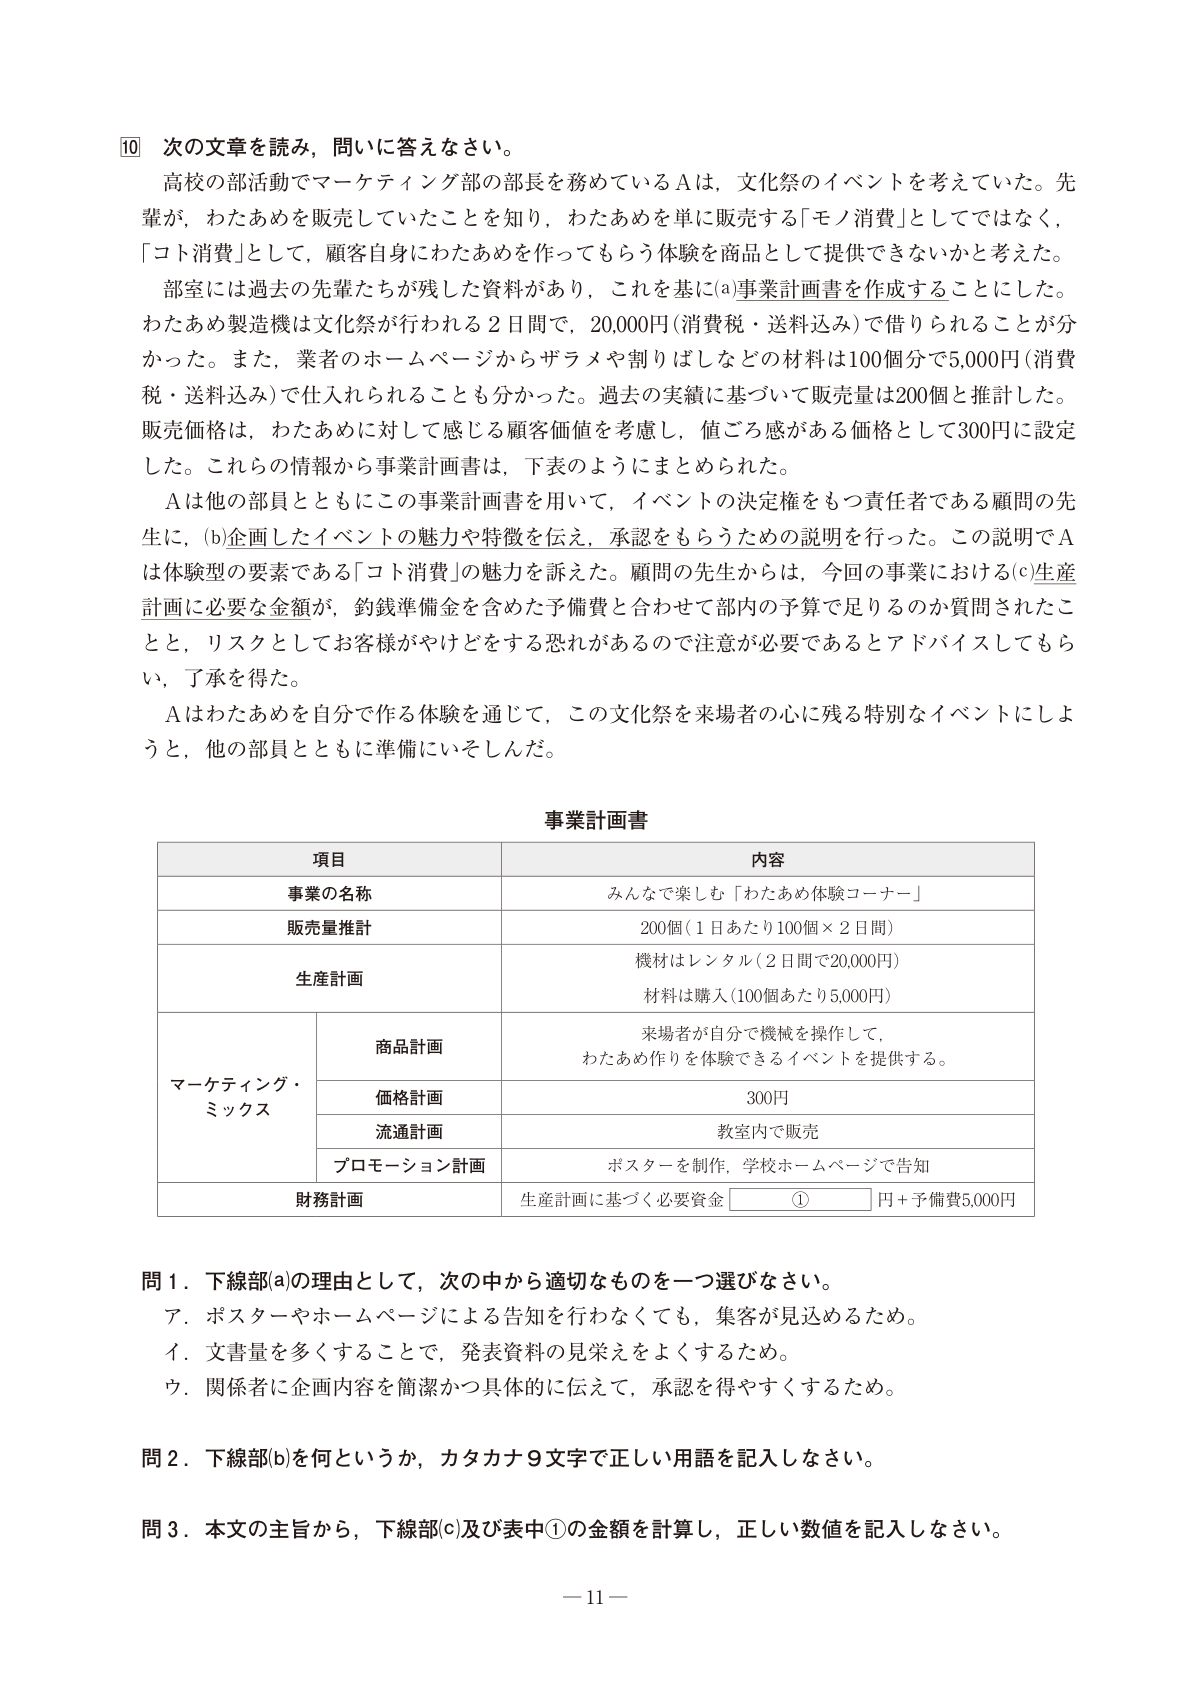 10 次の文章を読み，問いに答えなさい。
高校の部活動でマーケティング部の部長を務めているＡは，文化祭のイベントを考えていた。先
輩が，わたあめを販売していたことを知り，わたあめを単に販売する「モノ消費」としてではなく，
「コト消費」として，顧客自身にわたあめを作ってもらう体験を商品として提供できないかと考えた。
部室には過去の先輩たちが残した資料があり，これを基に(a)事業計画書を作成することにした。
わたあめ製造機は文化祭が行われる２日間で，20,000円(消費税・送料込み)で借りられることが分
かった。また，業者のホームページからザラメや割りばしなどの材料は100個分で5,000円(消費
税・送料込み)で仕入れられることも分かった。過去の実績に基づいて販売量は200個と推計した。
販売価格は，わたあめに対して感じる顧客価値を考慮し，値ごろ感がある価格として300円に設定
した。これらの情報から事業計画書は，下表のようにまとめられた。
Ａは他の部員とともにこの事業計画書を用いて，イベントの決定権をもつ責任者である顧問の先
生に，(b)企画したイベントの魅力や特徴を伝え，承認をもらうための説明を行った。この説明でＡ
は体験型の要素である「コト消費」の魅力を訴えた。顧問の先生からは，今回の事業における(c)生産
計画に必要な金額が，釣銭準備金を含めた予備費と合わせて部内の予算で足りるのか質問されたこ
とと，リスクとしてお客様がやけどをする恐れがあるので注意が必要であるとアドバイスしてもら
い，了承を得た。
Ａはわたあめを自分で作る体験を通じて，この文化祭を来場者の心に残る特別なイベントにしよ
うと，他の部員とともに準備にいそしんだ。
事業計画書
項目 内容
事業の名称 みんなで楽しむ「わたあめ体験コーナー」
販売量推計 200個(１日あたり100個×２日間)
生産計画 機材はレンタル(２日間で20,000円)
材料は購入(100個あたり5,000円)
マーケティング・
ミックス
商品計画 来場者が自分で機械を操作して，
わたあめ作りを体験できるイベントを提供する。
価格計画 300円
流通計画 教室内で販売
プロモーション計画 ポスターを制作，学校ホームページで告知
財務計画 生産計画に基づく必要資金 ① 円＋予備費5,000円
問１．下線部(a)の理由として，次の中から適切なものを一つ選びなさい。
ア．ポスターやホームページによる告知を行わなくても，集客が見込めるため。
イ．文書量を多くすることで，発表資料の見栄えをよくするため。
ウ．関係者に企画内容を簡潔かつ具体的に伝えて，承認を得やすくするため。
問２．下線部(b)を何というか，カタカナ９文字で正しい用語を記入しなさい。
問３．本文の主旨から，下線部(c)及び表中①の金額を計算し，正しい数値を記入しなさい。
― 11 ―